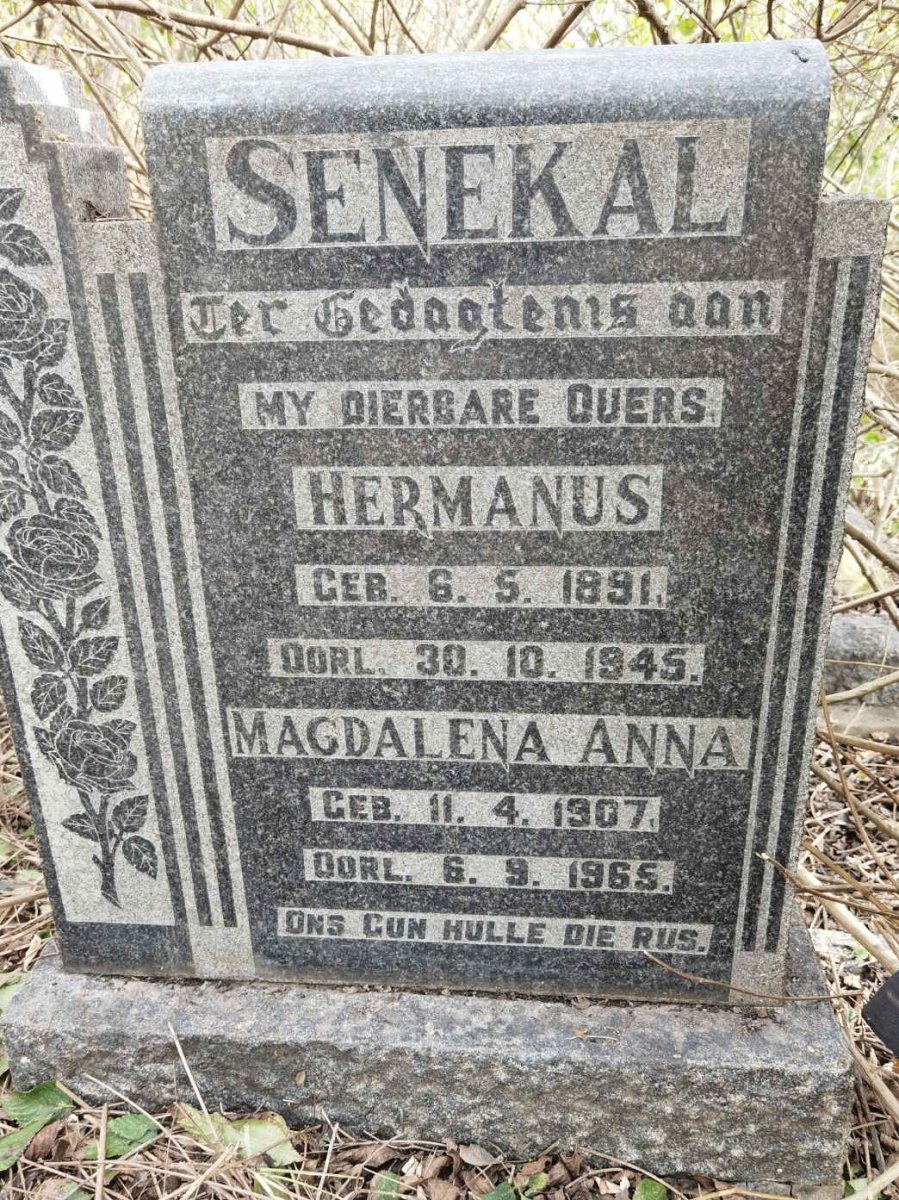 SENEKAL
Ter Gedagtenis aan
MY DIERBARE OUERS.
HERMANUS
GEB. 6. 5. 1891.
OORL. 30. 10. 1945.
MAGDALENA ANNA
GEB. 11. 4. 1907.
OORL. 6. 9. 1965.
ONS GUN HULLE DIE RUS.